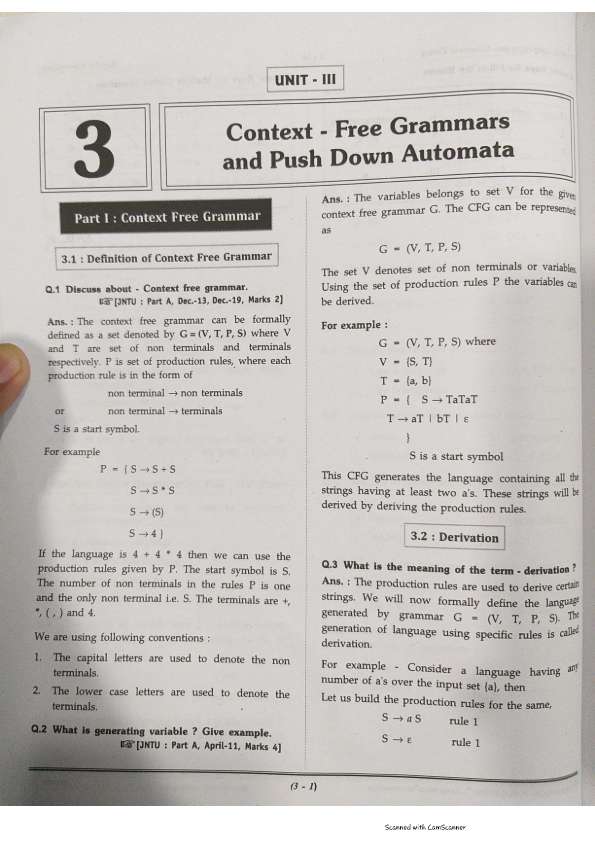 UNIT - III
3
Context - Free Grammars
and Push Down Automata
Part I : Context Free Grammar
3.1 : Definition of Context Free Grammar
Q.1 Discuss about - Context free grammar.
[JNTU : Part A, Dec.-13, Dec.-19, Marks 2]
Ans. : The context free grammar can be formally
defined as a set denoted by G = (V, T, P, S) where V
and T are set of non terminals and terminals
respectively. P is set of production rules, where each
production rule is in the form of
non terminal → non terminals
or non terminal → terminals
S is a start symbol.
For example
P = { S → S + S
S → S * S
S → (S)
S → 4 }
If the language is 4 + 4 * 4 then we can use the
production rules given by P. The start symbol is S.
The number of non terminals in the rules P is one
and the only non terminal i.e. S. The terminals are +,
*, ( , ) and 4.
We are using following conventions :
1. The capital letters are used to denote the non
terminals.
2. The lower case letters are used to denote the
terminals.
Q.2 What is generating variable ? Give example.
[JNTU : Part A, April-11, Marks 4]
Ans. : The variables belongs to set V for the given
context free grammar G. The CFG can be represented
as
G = (V, T, P, S)
The set V denotes set of non terminals or variables.
Using the set of production rules P the variables can
be derived.
For example :
G = (V, T, P, S) where
V = {S, T}
T = {a, b}
P = { S → TaTaT
T → aT | bT | ε
}
S is a start symbol
This CFG generates the language containing all the
strings having at least two a's. These strings will be
derived by deriving the production rules.
3.2 : Derivation
Q.3 What is the meaning of the term - derivation ?
Ans. : The production rules are used to derive certain
strings. We will now formally define the language
generated by grammar G = (V, T, P, S). The
generation of language using specific rules is called
derivation.
For example - Consider a language having any
number of a's over the input set {a}, then
Let us build the production rules for the same,
S → a S rule 1
S → ε rule 1
(3 - 1)
Scanned with CamScanner